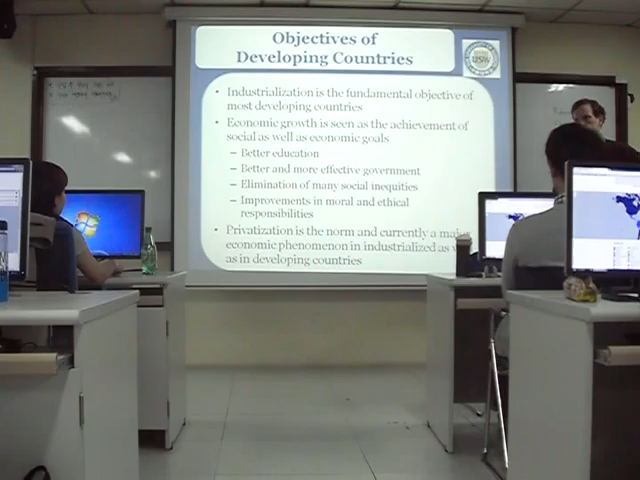 Objectives of
Developing Countries
• Industrialization is the fundamental objective of
most developing countries
• Economic growth is seen as the achievement of
social as well as economic goals
– Better education
– Better and more effective government
– Elimination of many social inequities
– Improvements in moral and ethical
responsibilities
• Privatization is the norm and currently a major
economic phenomenon in industrialized as
as in developing countries